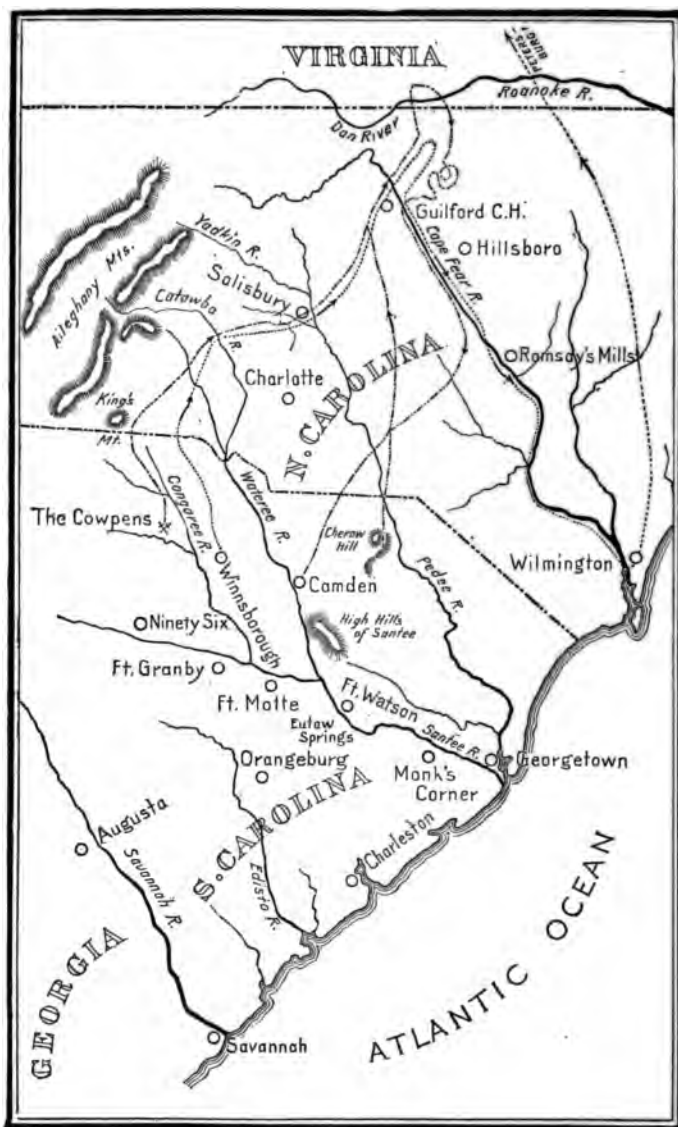 PETERS-
BURG
VIRGINIA
Roanoke R.
Dan River
Guilford C.H.
Cape Fear R.
Hillsboro
Yadkin R.
Alleghany Mts.
Salisbury
Catawba
R.
Ramsay's Mills
Charlotte
N. CAROLINA
King's
Mt.
The Cowpens
Congaree R.
Wateree R.
Cheraw
Hill
Wilmington
Winnsborough
Camden
Pedee R.
Ninety Six
High Hills
of Santee
Ft. Granby
Ft. Motte
Ft. Watson
Eutaw
Springs
Santee R.
Orangeburg
Monk's
Corner
Georgetown
S. CAROLINA
Augusta
Savannah R.
Edisto R.
Charleston
GEORGIA
ATLANTIC OCEAN
Savannah